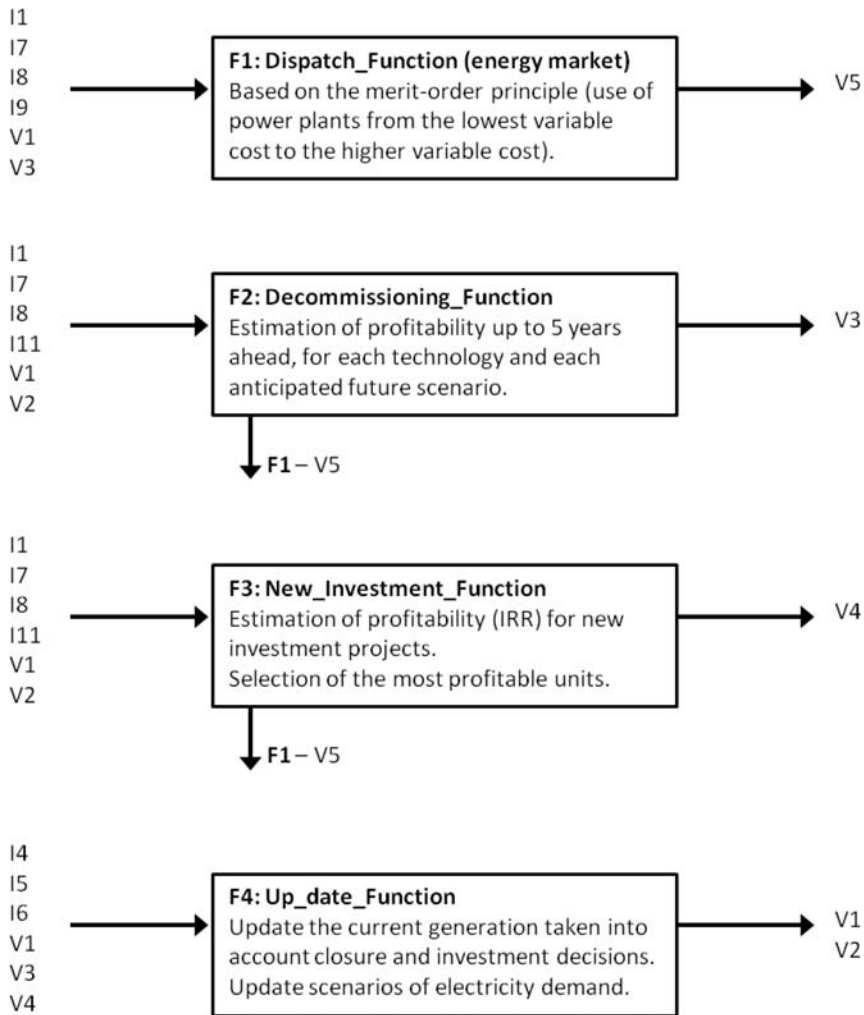 I1
I7
I8
I9
V1
V3
F1: Dispatch_Function (energy market)
Based on the merit-order principle (use of
power plants from the lowest variable
cost to the higher variable cost).
V5
I1
I7
I8
I11
V1
V2
F2: Decommissioning_Function
Estimation of profitability up to 5 years
ahead, for each technology and each
anticipated future scenario.
V3
F1 – V5
I1
I7
I8
I11
V1
V2
F3: New_Investment_Function
Estimation of profitability (IRR) for new
investment projects.
Selection of the most profitable units.
V4
F1 – V5
I4
I5
I6
V1
V3
V4
F4: Up_date_Function
Update the current generation taken into
account closure and investment decisions.
Update scenarios of electricity demand.
V1
V2